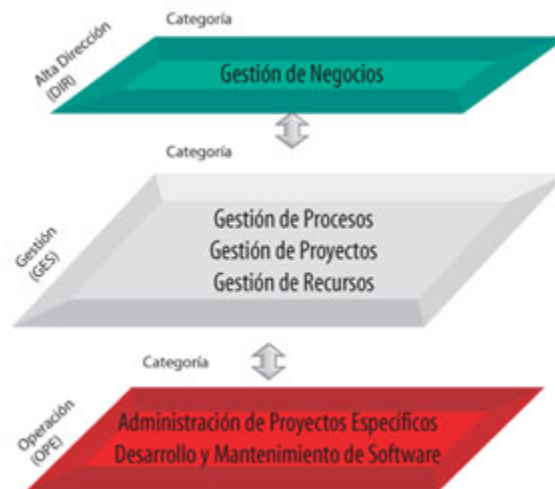 Categoría
Alta Dirección
(DIR)
Gestión de Negocios
Categoría
Gestión
(GES)
Gestión de Procesos
Gestión de Proyectos
Gestión de Recursos
Categoría
Operación
(OPE)
Administración de Proyectos Específicos
Desarrollo y Mantenimiento de Software